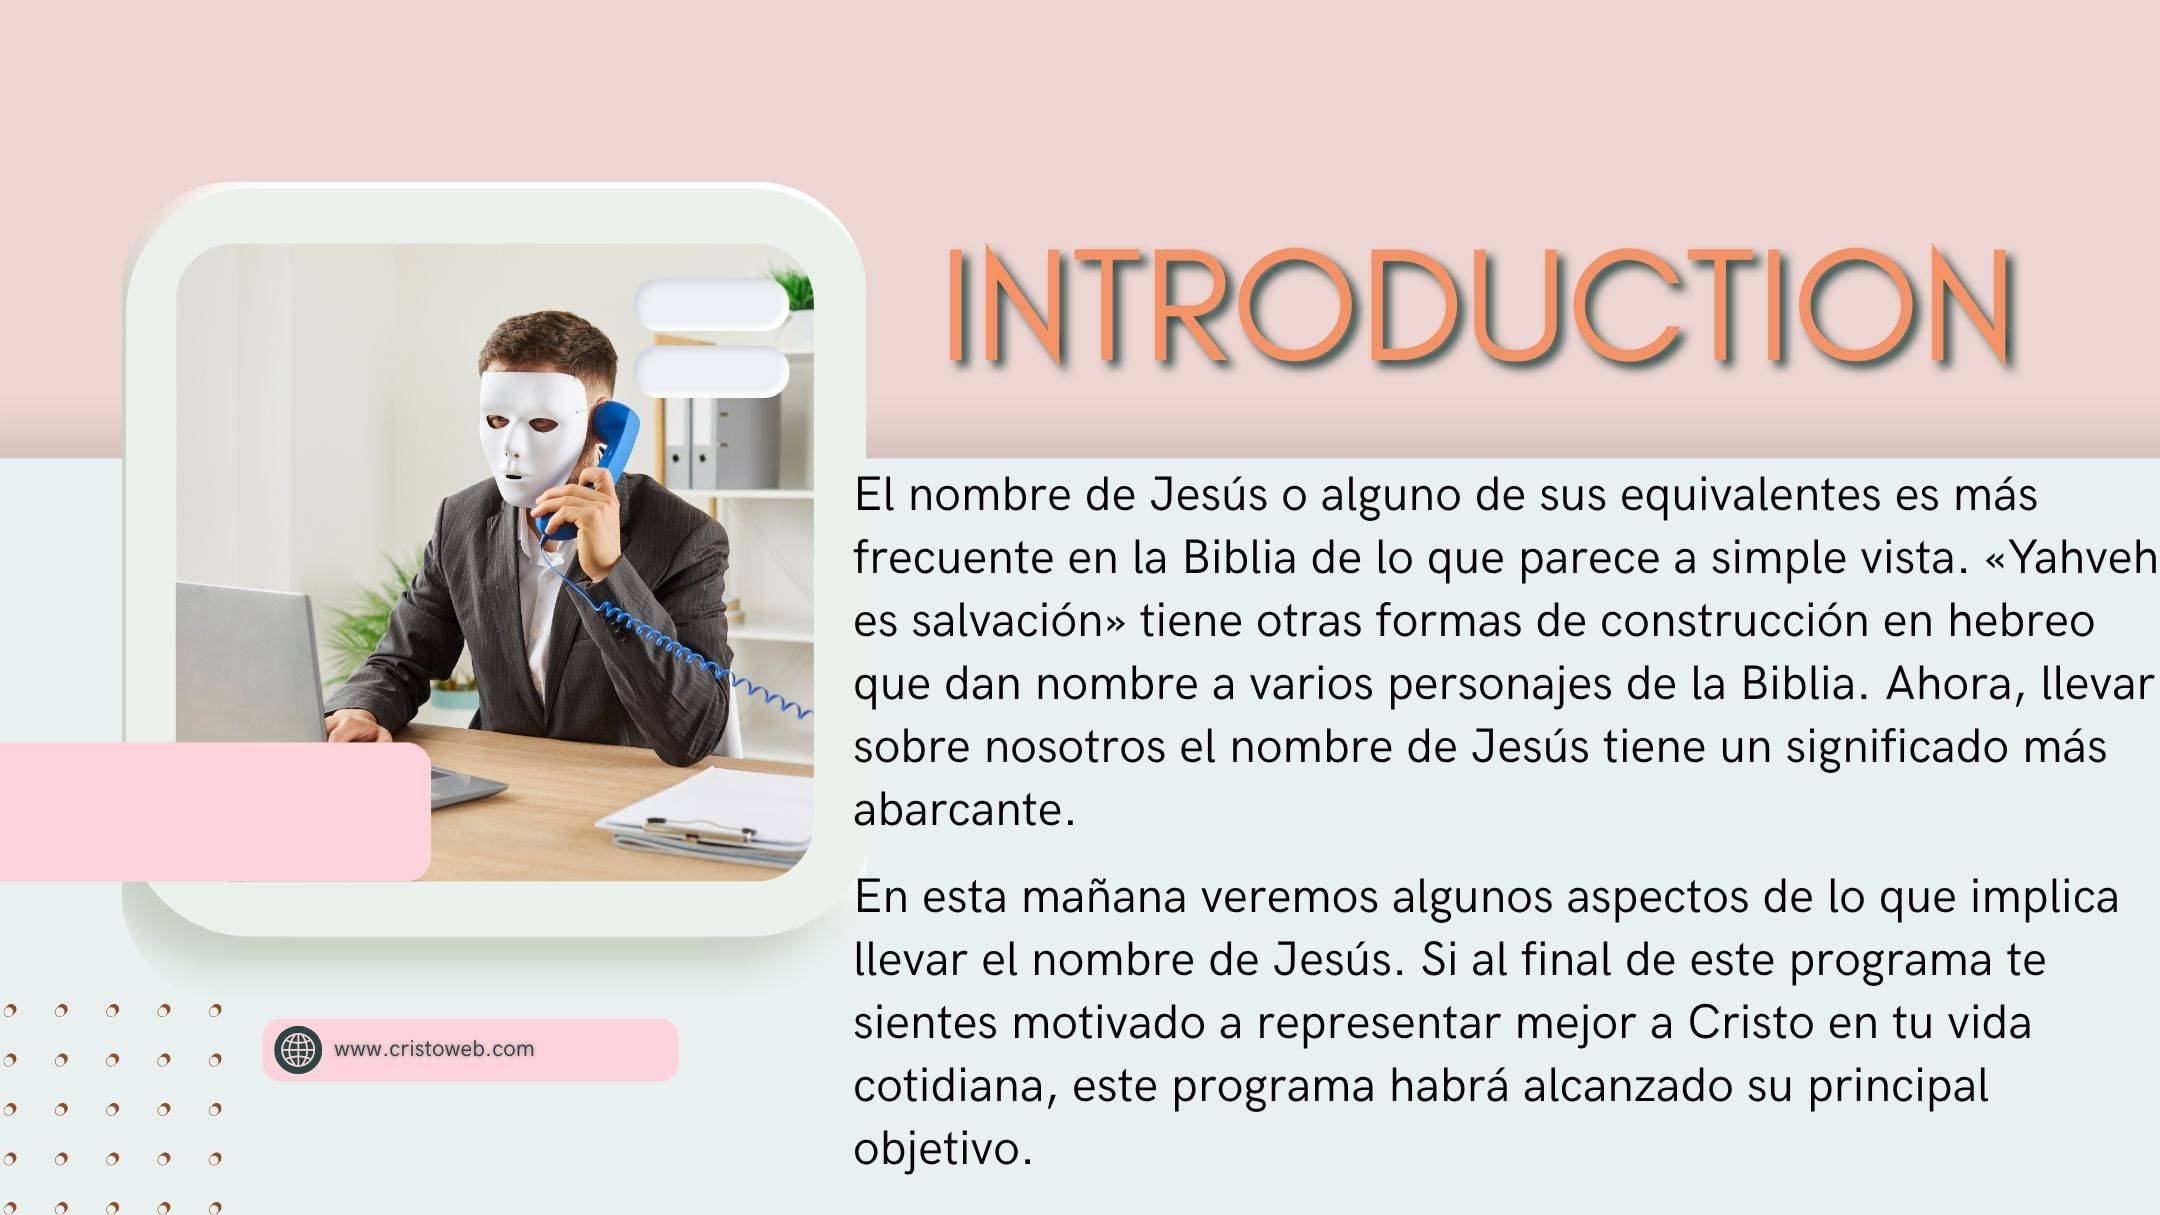 INTRODUCTION
El nombre de Jesús o alguno de sus equivalentes es más
frecuente en la Biblia de lo que parece a simple vista. «Yahveh
es salvación» tiene otras formas de construcción en hebreo
que dan nombre a varios personajes de la Biblia. Ahora, llevar
sobre nosotros el nombre de Jesús tiene un significado más
abarcante.
En esta mañana veremos algunos aspectos de lo que implica
llevar el nombre de Jesús. Si al final de este programa te
sientes motivado a representar mejor a Cristo en tu vida
cotidiana, este programa habrá alcanzado su principal
objetivo.
www.cristoweb.com